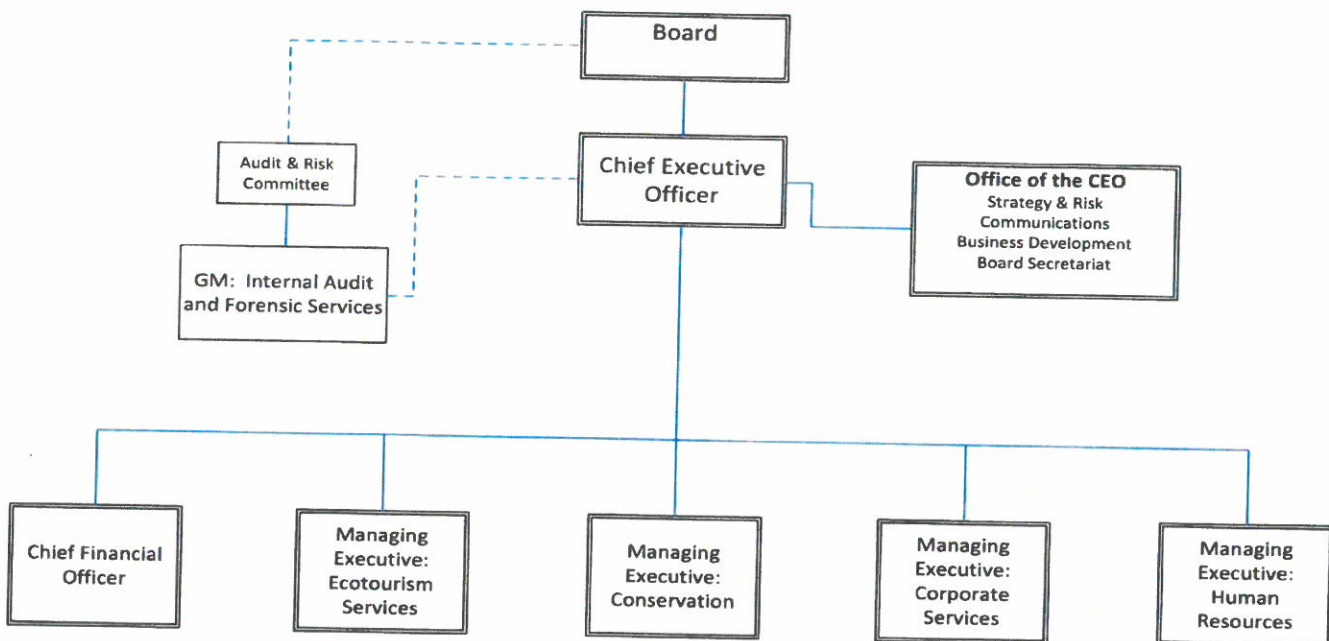 Board
Audit & Risk
Committee
Chief Executive
Officer
Office of the CEO
Strategy & Risk
Communications
Business Development
Board Secretariat
GM:  Internal Audit
and Forensic Services
Chief Financial
Officer
Managing
Executive:
Ecotourism
Services
Managing
Executive:
Conservation
Managing
Executive:
Corporate
Services
Managing
Executive:
Human
Resources